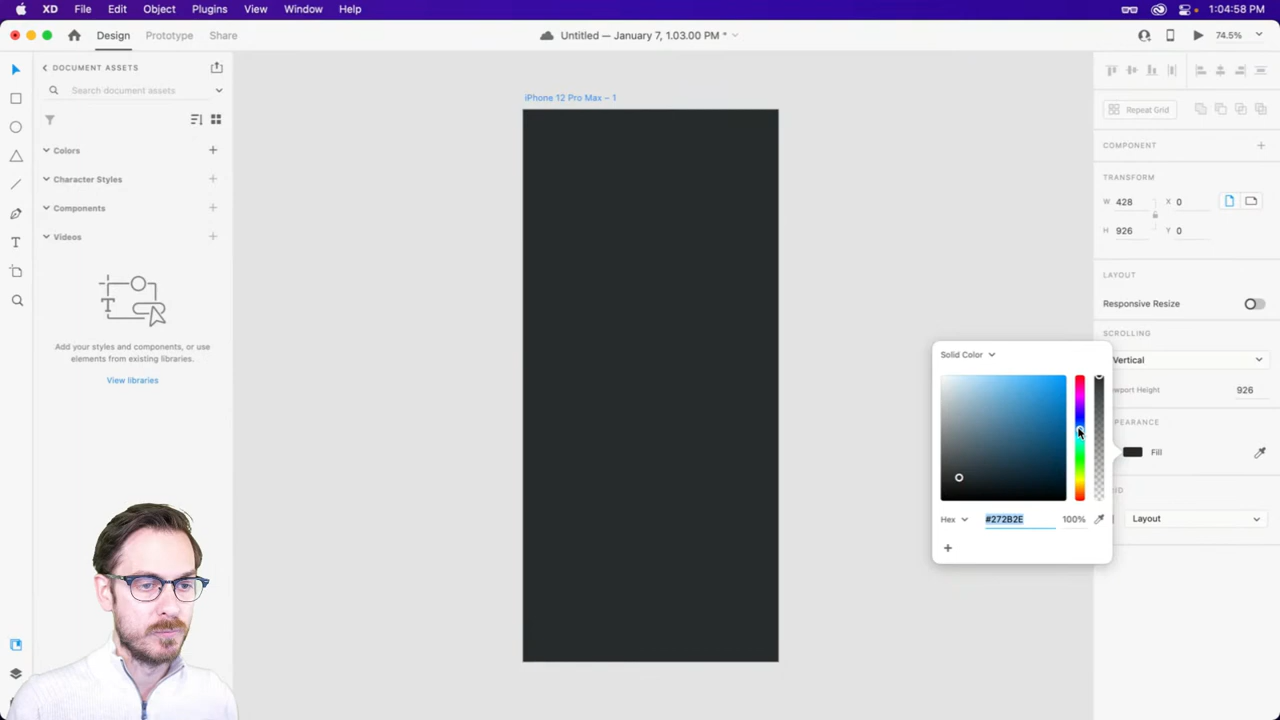 XD File Edit Object Plugins View Window Help 1:04:58 PM
Design Prototype Share Untitled — January 7, 1.03.00 PM * 74.5%
DOCUMENT ASSETS
Search document assets
Colors
Character Styles
Components
Videos
Add your styles and components, or use
elements from existing libraries.
View libraries
iPhone 12 Pro Max – 1
Solid Color
Hex #272B2E 100%
Repeat Grid
COMPONENT
TRANSFORM
W 428 X 0
H 926 Y 0
LAYOUT
Responsive Resize
SCROLLING
Vertical
926
Fill
Layout